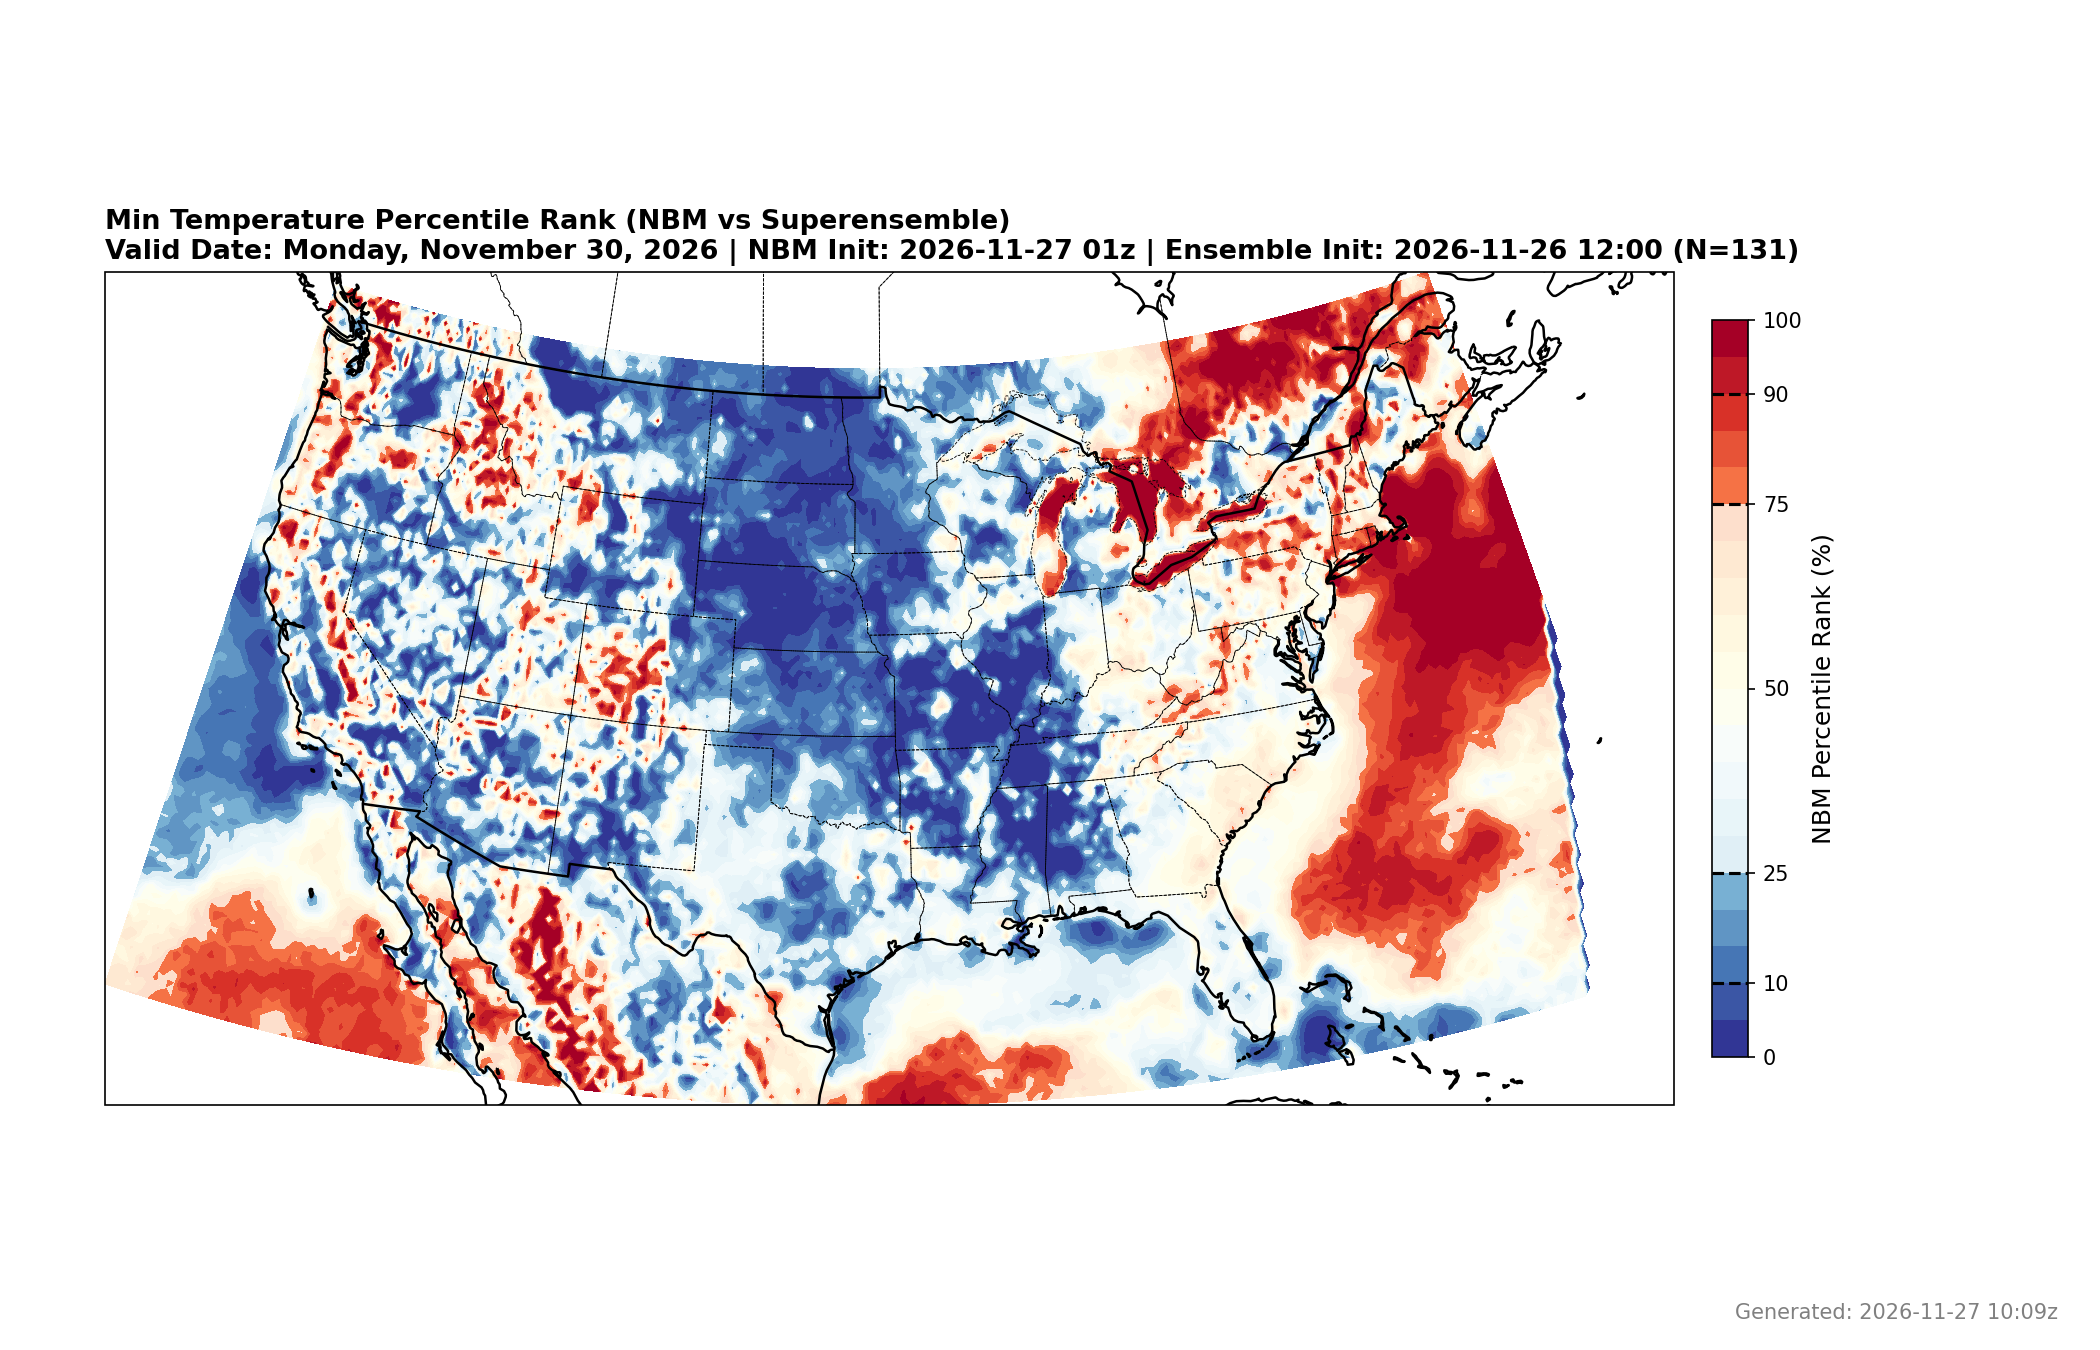 Min Temperature Percentile Rank (NBM vs Superensemble)
Valid Date: Monday, November 30, 2026 | NBM Init: 2026-11-27 01z | Ensemble Init: 2026-11-26 12:00 (N=131)
100
90
75
50
25
10
0
NBM Percentile Rank (%)
Generated: 2026-11-27 10:09z